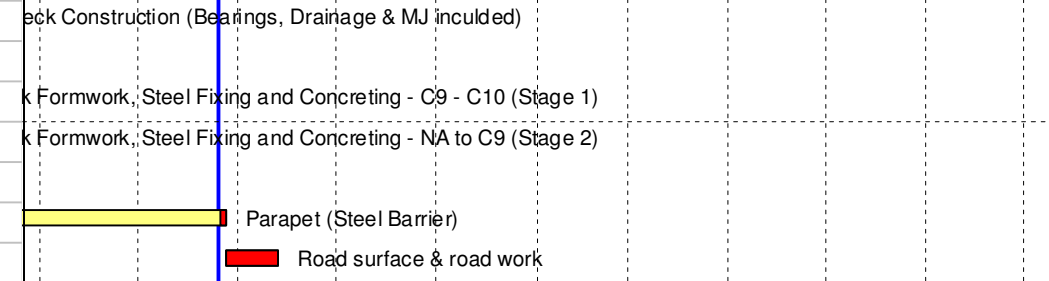 eck Construction (Bearings, Drainage & MJ inculded)
k Formwork, Steel Fixing and Concreting - C9 - C10 (Stage 1)
k Formwork, Steel Fixing and Concreting - NA to C9 (Stage 2)
Parapet (Steel Barrier)
Road surface & road work